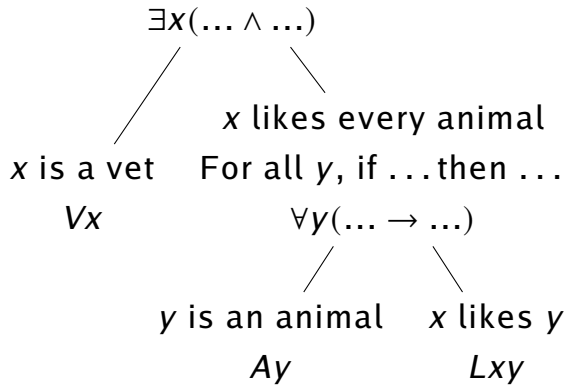 ∃x(… ∧ …)
x likes every animal
x is a vet For all y, if … then …
Vx ∀y(… → …)
y is an animal x likes y
Ay Lxy